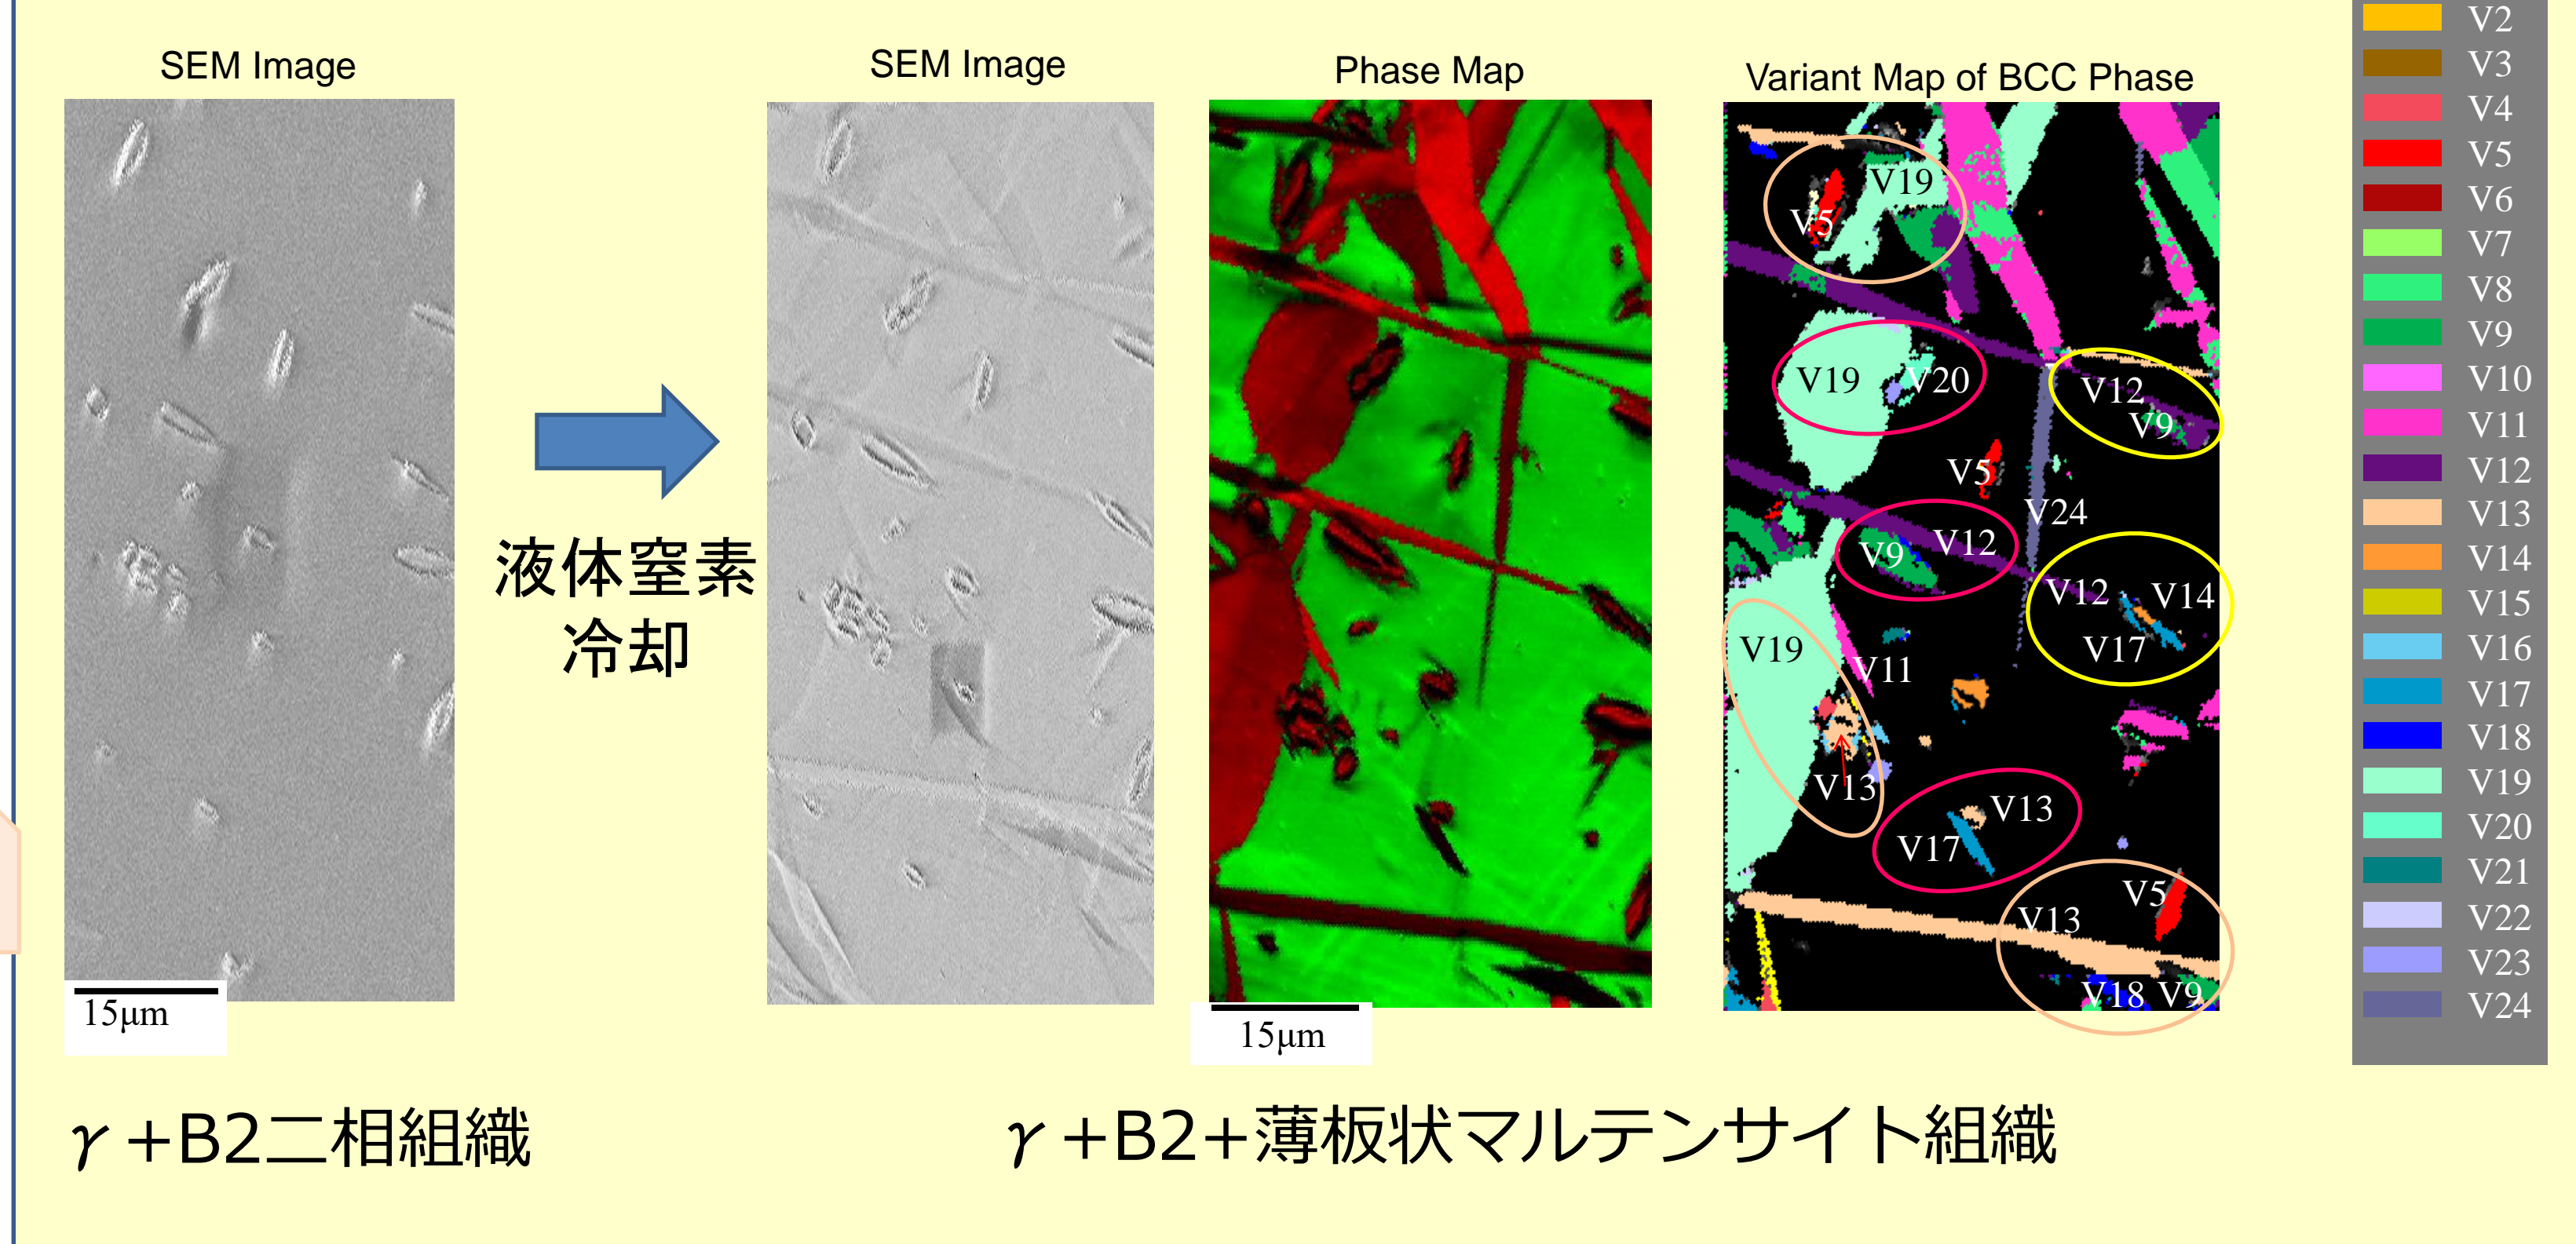 SEM Image
SEM Image
Phase Map
Variant Map of BCC Phase
V19
V5
V19
V20
V12
V9
V5
V24
V9
V12
V12
V14
V17
V19
V11
V13
V13
V17
V5
V13
V18
V9
液体窒素
冷却
15μm
15μm
V2
V3
V4
V5
V6
V7
V8
V9
V10
V11
V12
V13
V14
V15
V16
V17
V18
V19
V20
V21
V22
V23
V24
γ+B2二相組織
γ+B2+薄板状マルテンサイト組織